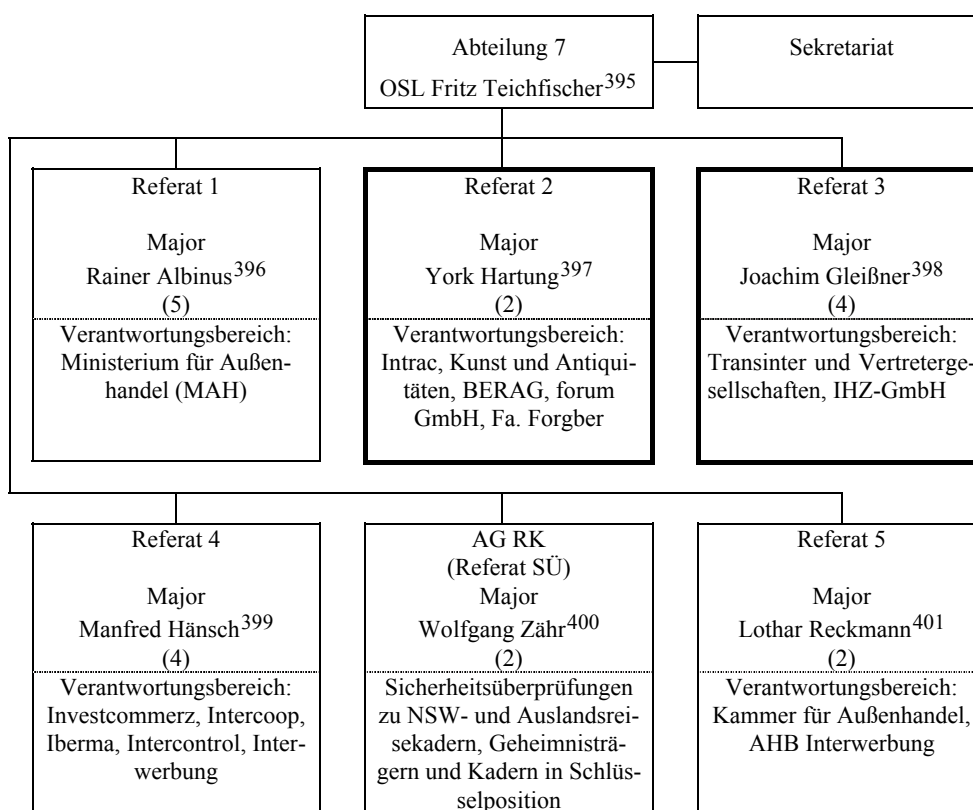 Abteilung 7
OSL Fritz Teichfischer395
Sekretariat
Referat 1
Major
Rainer Albinus396
(5)
Verantwortungsbereich:
Ministerium für Außen-
handel (MAH)
Referat 2
Major
York Hartung397
(2)
Verantwortungsbereich:
Intrac, Kunst und Antiqui-
täten, BERAG, forum
GmbH, Fa. Forgber
Referat 3
Major
Joachim Gleißner398
(4)
Verantwortungsbereich:
Transinter und Vertreterge-
sellschaften, IHZ-GmbH
Referat 4
Major
Manfred Hänsch399
(4)
Verantwortungsbereich:
Investcommerz, Intercoop,
Iberma, Intercontrol, Inter-
werbung
AG RK
(Referat SÜ)
Major
Wolfgang Zähr400
(2)
Sicherheitsüberprüfungen
zu NSW- und Auslandsrei-
sekadern, Geheimnisträ-
gern und Kadern in Schlüs-
selposition
Referat 5
Major
Lothar Reckmann401
(2)
Verantwortungsbereich:
Kammer für Außenhandel,
AHB Interwerbung